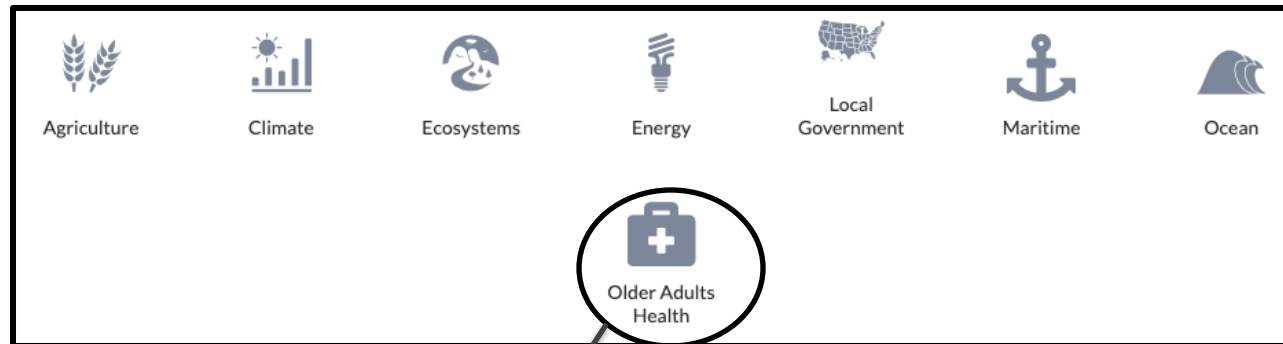 Agriculture
Climate
Ecosystems
Energy
Local
Government
Maritime
Ocean
Older Adults
Health